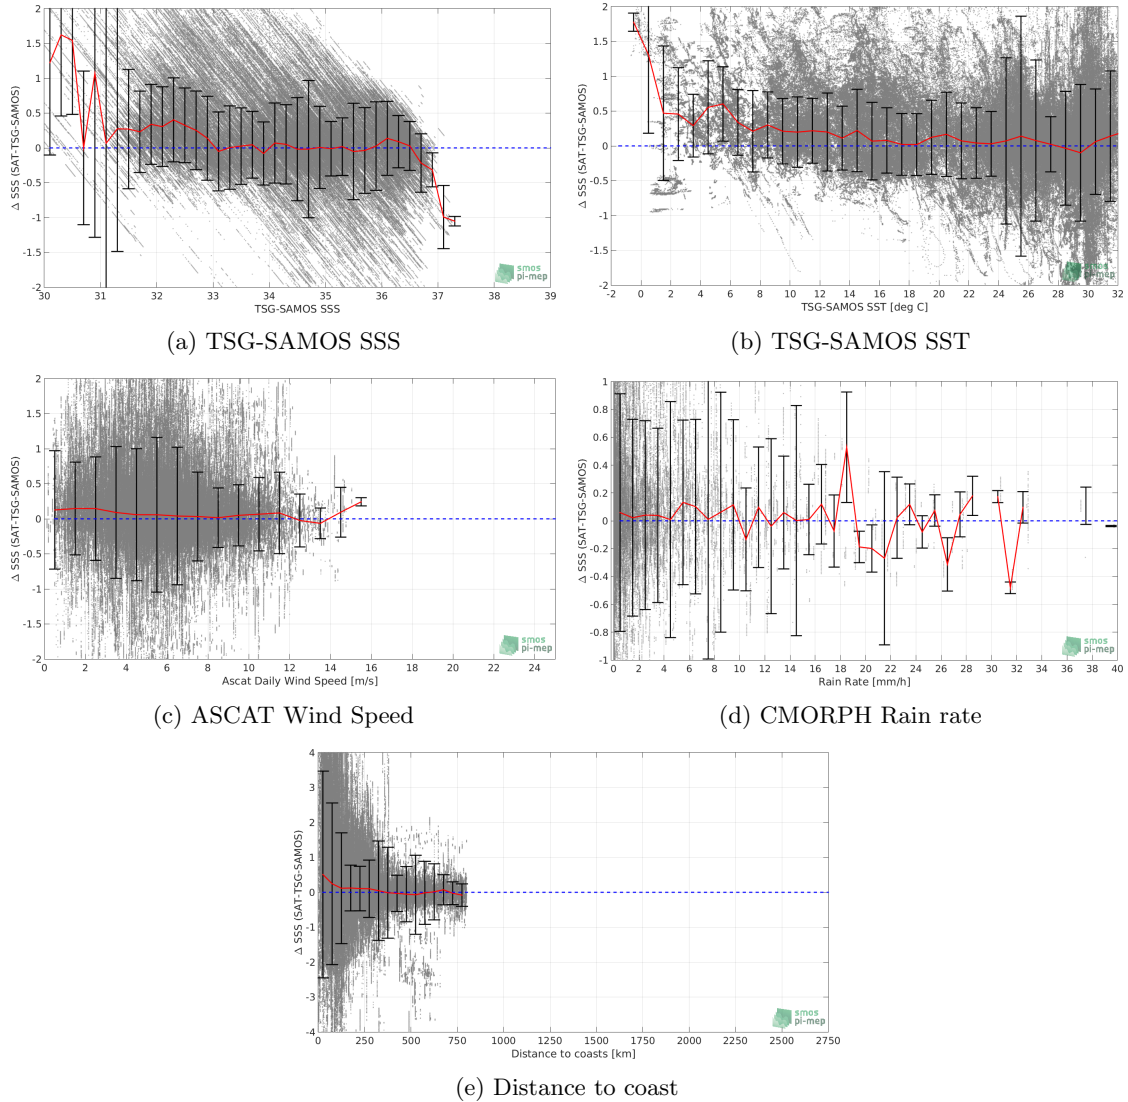 2
1.5
1
0.5
0
-0.5
-1
-1.5
-2
Δ SSS (SAT-TSG-SAMOS)
30 31 32 33 34 35 36 37 38 39
TSG-SAMOS SSS
smos
pi-mep
(a) TSG-SAMOS SSS
2
1.5
1
0.5
0
-0.5
-1
-1.5
-2
Δ SSS (SAT-TSG-SAMOS)
-2 0 2 4 6 8 10 12 14 16 18 20 22 24 26 28 30 32
TSG-SAMOS SST [deg C]
smos
pi-mep
(b) TSG-SAMOS SST
2
1.5
1
0.5
0
-0.5
-1
-1.5
-2
Δ SSS (SAT-TSG-SAMOS)
0 2 4 6 8 10 12 14 16 18 20 22 24
Ascat Daily Wind Speed [m/s]
smos
pi-mep
(c) ASCAT Wind Speed
1
0.8
0.6
0.4
0.2
0
-0.2
-0.4
-0.6
-0.8
-1
Δ SSS (SAT-TSG-SAMOS)
0 2 4 6 8 10 12 14 16 18 20 22 24 26 28 30 32 34 36 38 40
Rain Rate [mm/h]
smos
pi-mep
(d) CMORPH Rain rate
4
3
2
1
0
-1
-2
-3
-4
Δ SSS (SAT-TSG-SAMOS)
0 250 500 750 1000 1250 1500 1750 2000 2250 2500 2750
Distance to coasts [km]
smos
pi-mep
(e) Distance to coast